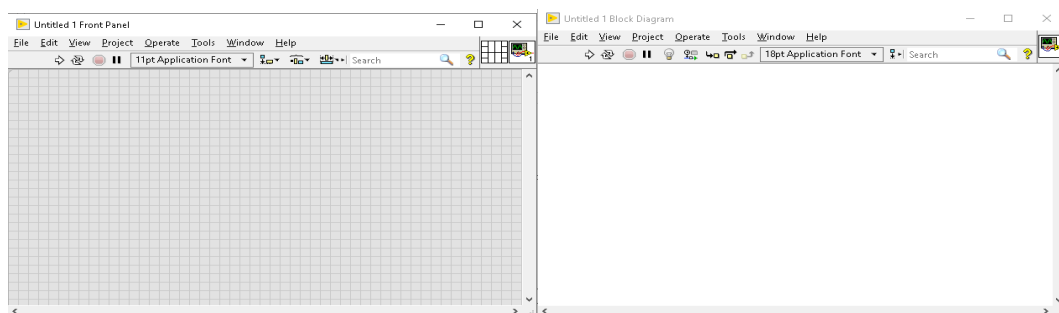 Untitled 1 Front Panel
File Edit View Project Operate Tools Window Help
11pt Application Font
Search
1
Untitled 1 Block Diagram
File Edit View Project Operate Tools Window Help
18pt Application Font
Search